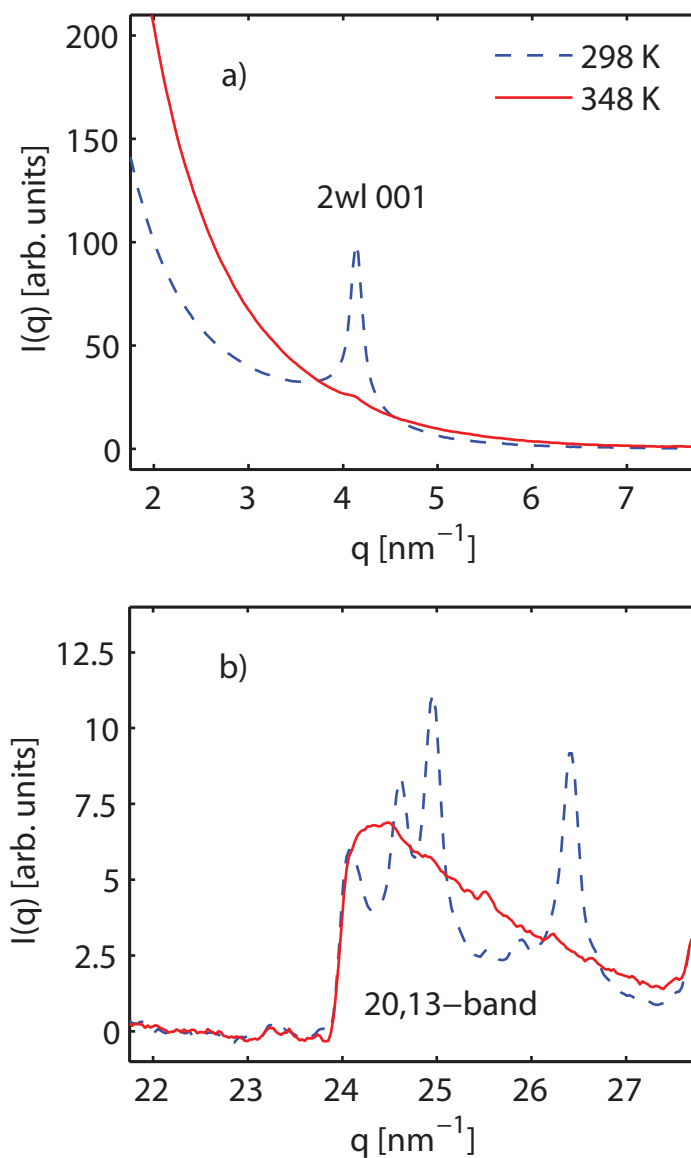 200
150
100
50
0
I(q) [arb. units]
a)
298 K
348 K
2wl 001
2 3 4 5 6 7
q [nm⁻¹]
12.5
10
7.5
5
2.5
0
I(q) [arb. units]
b)
20,13−band
22 23 24 25 26 27
q [nm⁻¹]